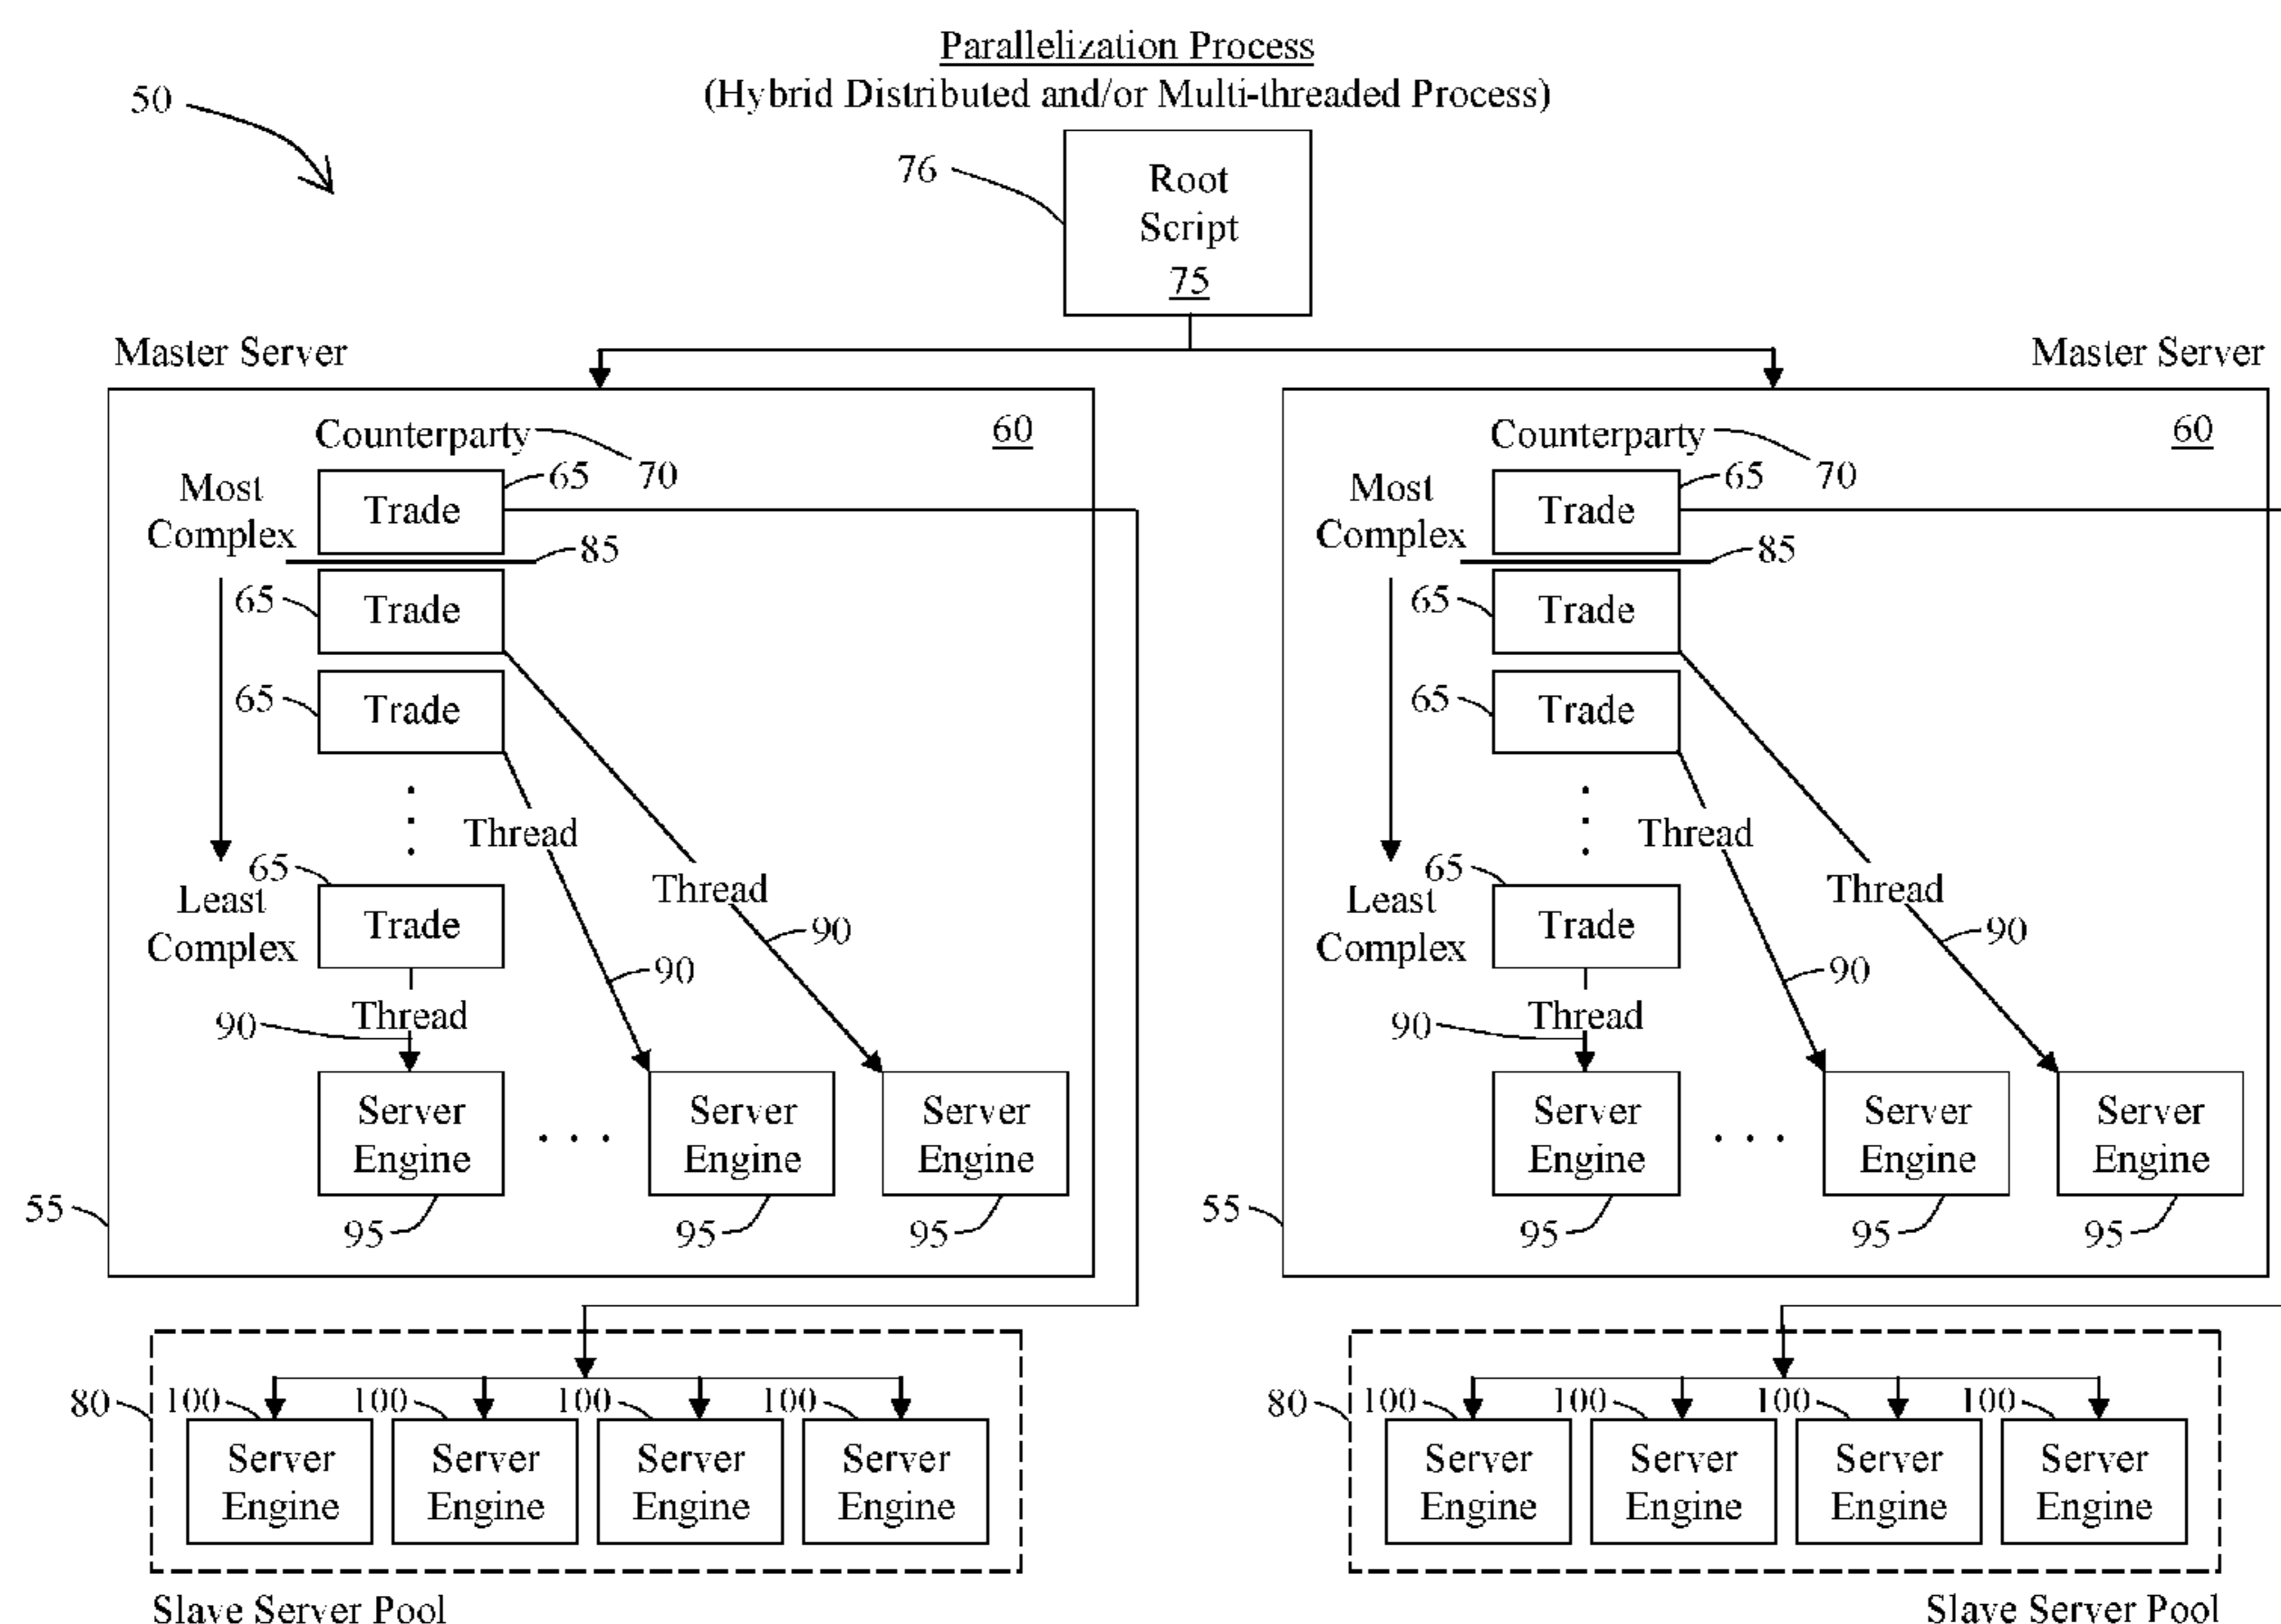 Parallelization Process
(Hybrid Distributed and/or Multi-threaded Process)
50
76
Root
Script
75
Master Server
Master Server
Counterparty
60
70
Most
Complex
65
Trade
85
65
Trade
65
Trade
Thread
Thread
65
Least
Complex
Trade
90
90
Thread
90
Server
Engine
Server
Engine
Server
Engine
55
95
95
95
Counterparty
60
70
Most
Complex
65
Trade
85
65
Trade
65
Trade
Thread
Thread
65
Least
Complex
Trade
90
90
Thread
90
Server
Engine
Server
Engine
Server
Engine
55
95
95
95
80
100
100
100
100
Server
Engine
Server
Engine
Server
Engine
Server
Engine
Slave Server Pool
80
100
100
100
100
Server
Engine
Server
Engine
Server
Engine
Server
Engine
Slave Server Pool